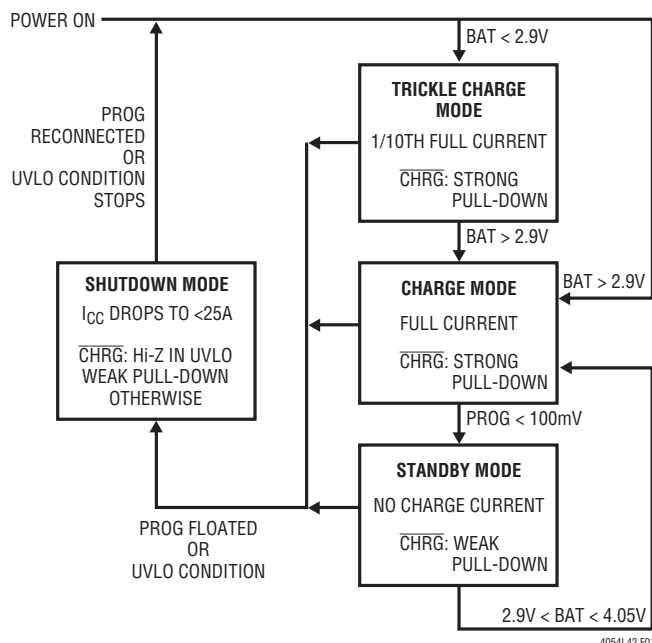 POWER ON
BAT < 2.9V
TRICKLE CHARGE
MODE
1/10TH FULL CURRENT
CHRG: STRONG
PULL-DOWN
PROG
RECONNECTED
OR
UVLO CONDITION
STOPS
BAT > 2.9V
SHUTDOWN MODE
ICC DROPS TO <25A
CHRG: Hi-Z IN UVLO
WEAK PULL-DOWN
OTHERWISE
CHARGE MODE
FULL CURRENT
CHRG: STRONG
PULL-DOWN
BAT > 2.9V
PROG < 100mV
STANDBY MODE
NO CHARGE CURRENT
CHRG: WEAK
PULL-DOWN
PROG FLOATED
OR
UVLO CONDITION
2.9V < BAT < 4.05V
4054L42 F01